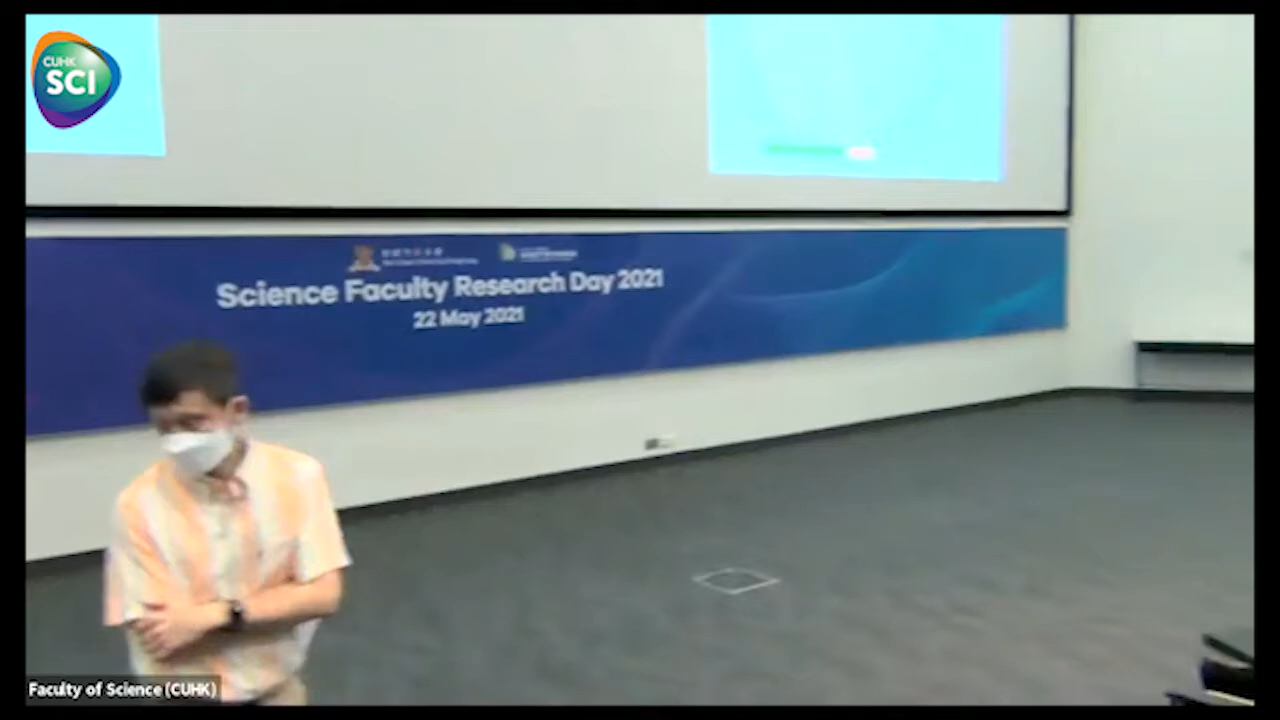 CUHK
SCI
Science Faculty Research Day 2021
22 May 2021
Faculty of Science (CUHK)